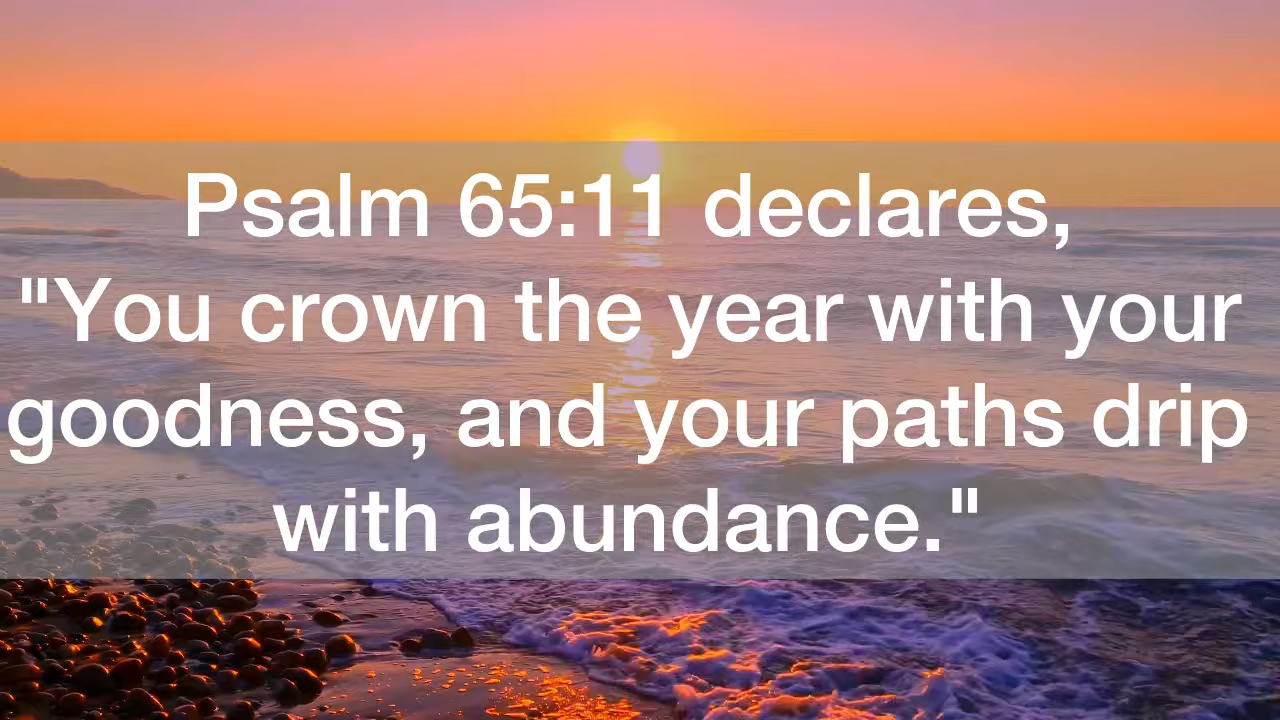 Psalm 65:11 declares,
"You crown the year with your
goodness, and your paths drip
with abundance."